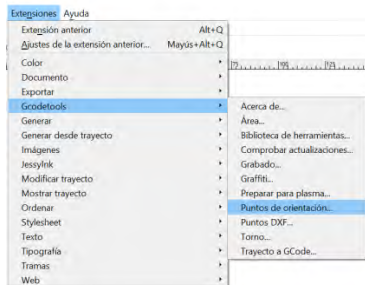 Extensiones Ayuda
Extensión anterior Alt+Q
Ajustes de la extensión anterior... Mayús+Alt+Q
Color
Documento
Exportar
Gcodetools
Generar
Generar desde trayecto
Imágenes
JessyInk
Modificar trayecto
Mostrar trayecto
Ordenar
Stylesheet
Texto
Tipografía
Tramas
Web
Acerca de...
Área...
Biblioteca de herramientas...
Comprobar actualizaciones...
Grabado...
Graffiti...
Preparar para plasma...
Puntos de orientación...
Puntos DXF...
Torno...
Trayecto a GCode...